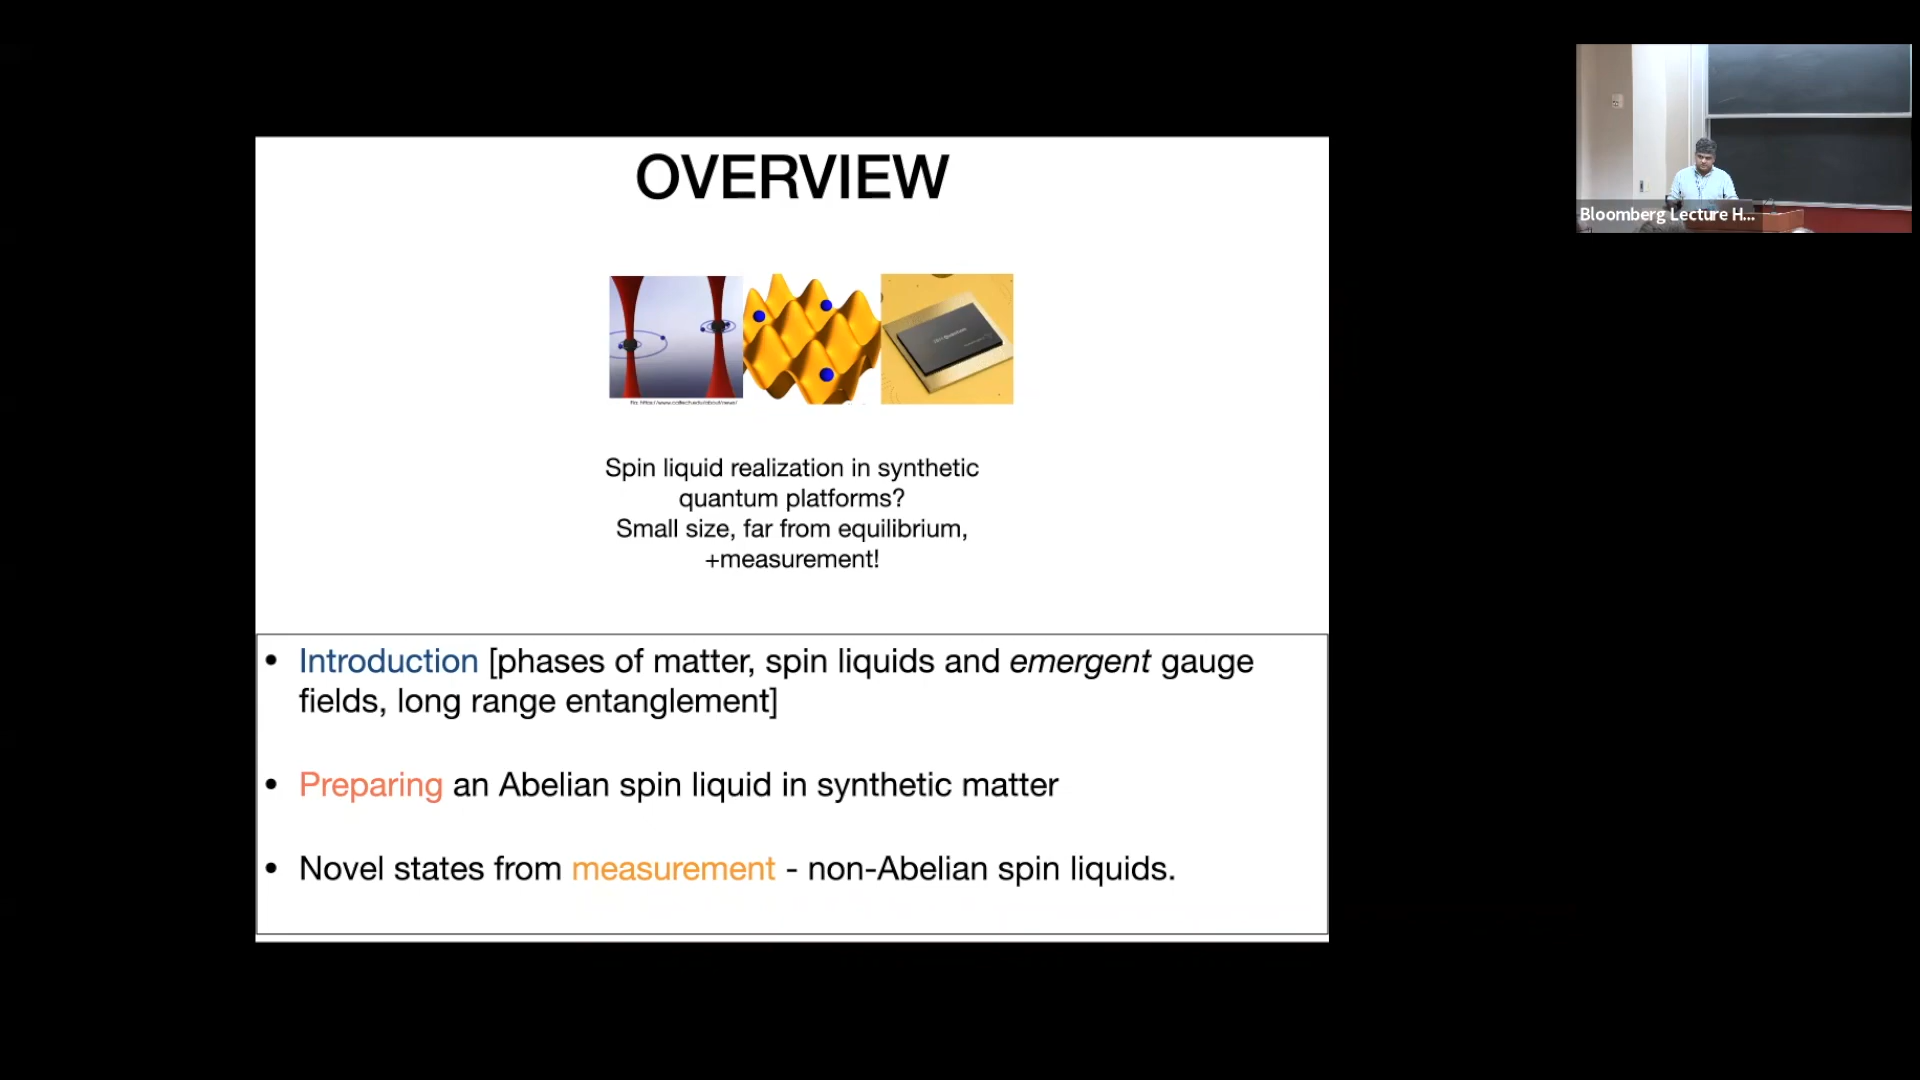 OVERVIEW
Spin liquid realization in synthetic
quantum platforms?
Small size, far from equilibrium,
+measurement!
• Introduction [phases of matter, spin liquids and emergent gauge
fields, long range entanglement]
• Preparing an Abelian spin liquid in synthetic matter
• Novel states from measurement - non-Abelian spin liquids.
Bloomberg Lecture H...